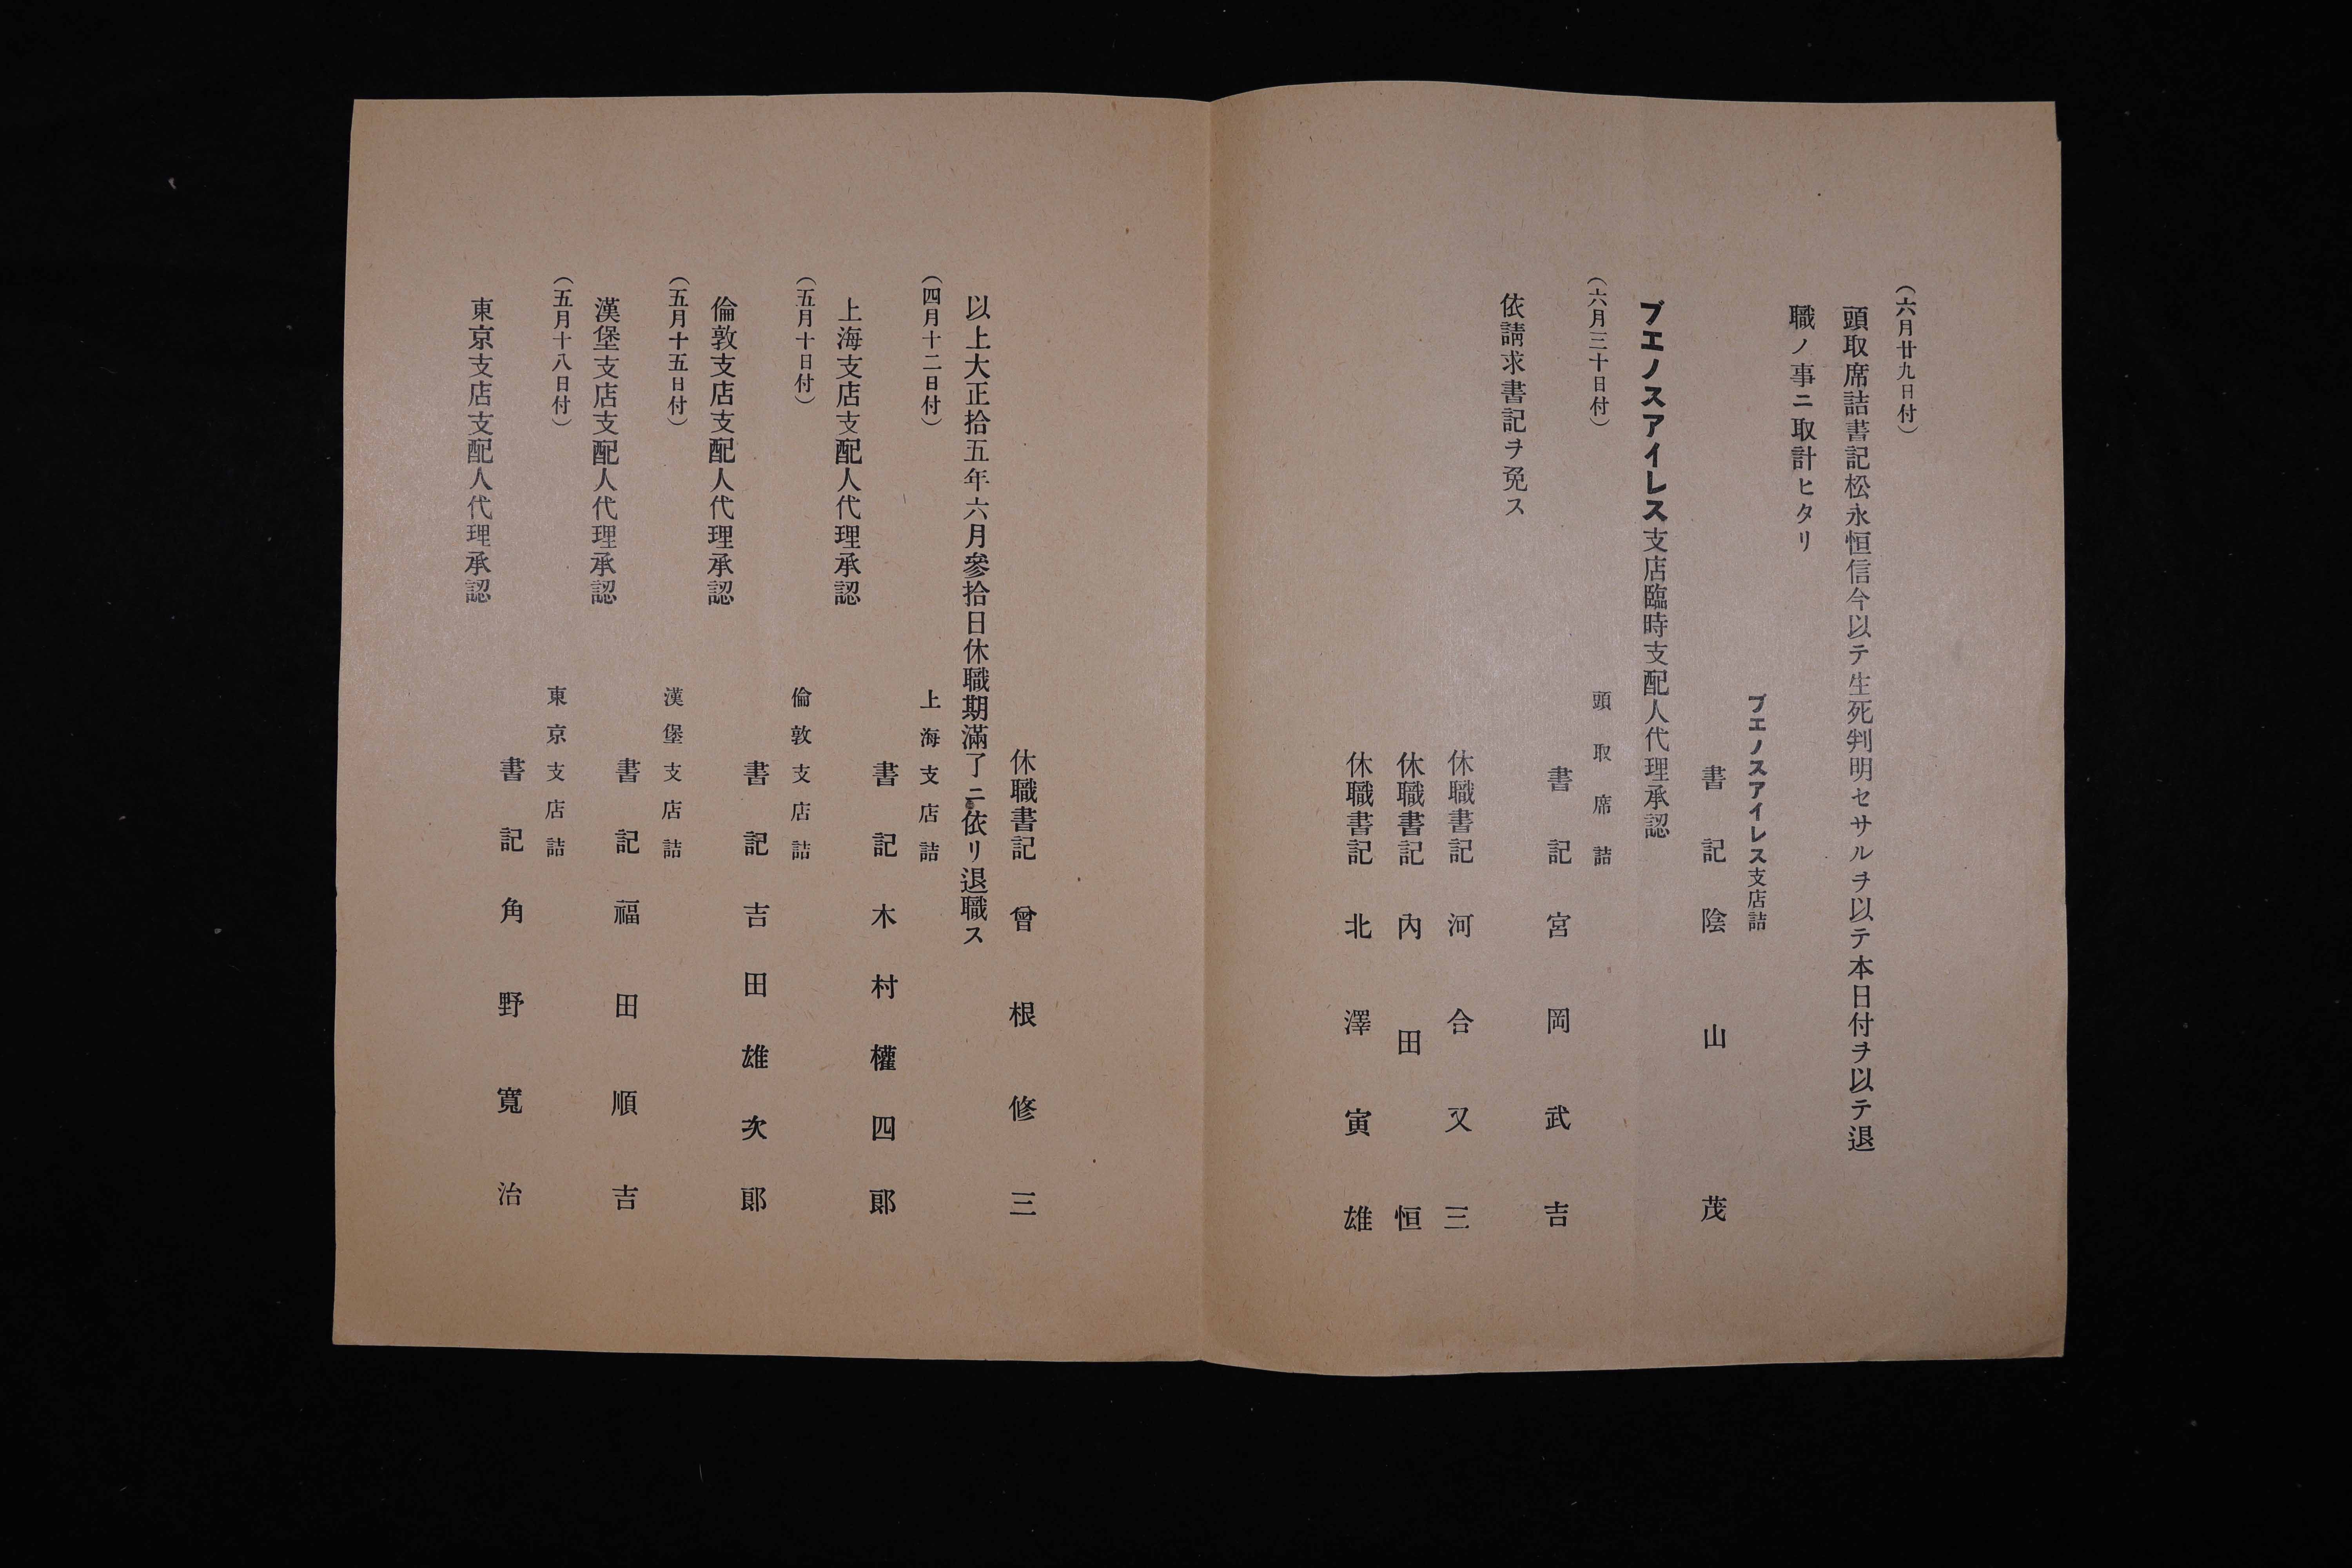 （六月廿九日付）
頭取席詰書記松永恒信今以テ生死判明セサルヲ以テ本日付ヲ以テ退
職ノ事ニ取計ヒタリ
ブエノスアイレス支店詰
書記陰山茂
ブエノスアイレス支店臨時支配人代理承認
（六月三十日付）
頭取席詰
書記宮岡武吉
依請求書記ヲ免ス
休職書記河合又三
休職書記內田恒
休職書記北澤寅雄
休職書記曾根修三
以上大正拾五年六月參拾日休職期滿了ニ依リ退職ス
（四月十二日付）
上海支店詰
書記木村權四郎
上海支店支配人代理承認
（五月十日付）
倫敦支店詰
書記吉田雄次郎
倫敦支店支配人代理承認
（五月十五日付）
漢堡支店詰
書記福田順吉
漢堡支店支配人代理承認
（五月十八日付）
東京支店詰
書記角野寬治
東京支店支配人代理承認